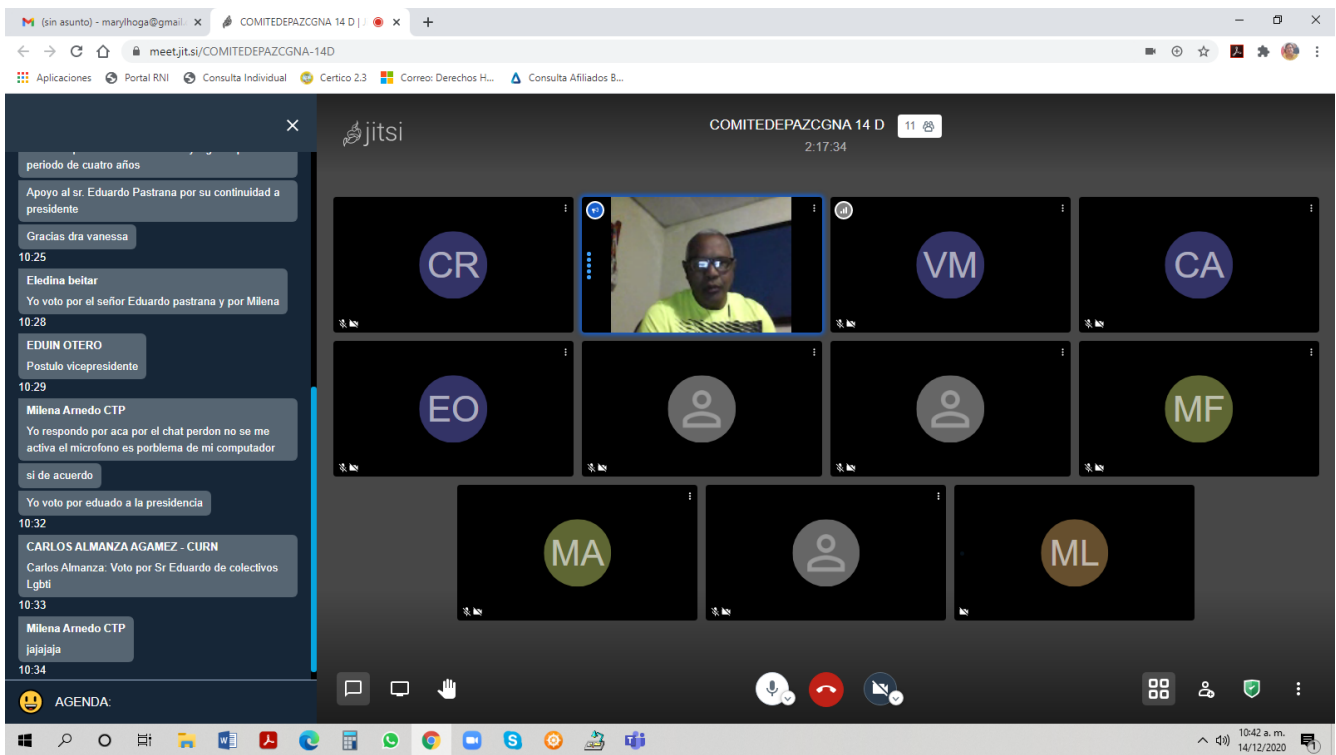 (sin asunto) - marylhoga@gmail.
COMITEDEPAZCGNA 14 D | J
meet.jit.si/COMITEDEPAZCGNA-14D
Aplicaciones
Portal RNI
Consulta Individual
Certico 2.3
Correo: Derechos H...
Consulta Afiliados B...
jitsi
COMITEDEPAZCGNA 14 D
11
2:17:34
periodo de cuatro años
Apoyo al sr. Eduardo Pastrana por su continuidad a
presidente
Gracias dra vanessa
10:25
Eledina beitar
Yo voto por el señor Eduardo pastrana y por Milena
10:28
EDUIN OTERO
Postulo vicepresidente
10:29
Milena Arnedo CTP
Yo respondo por aca por el chat perdon no se me
activa el microfono es porblema de mi computador
si de acuerdo
Yo voto por eduado a la presidencia
10:32
CARLOS ALMANZA AGAMEZ - CURN
Carlos Almanza: Voto por Sr Eduardo de colectivos
Lgbti
10:33
Milena Arnedo CTP
jajajaja
10:34
AGENDA:
CR
VM
CA
EO
MF
MA
ML
10:42 a. m.
14/12/2020
1